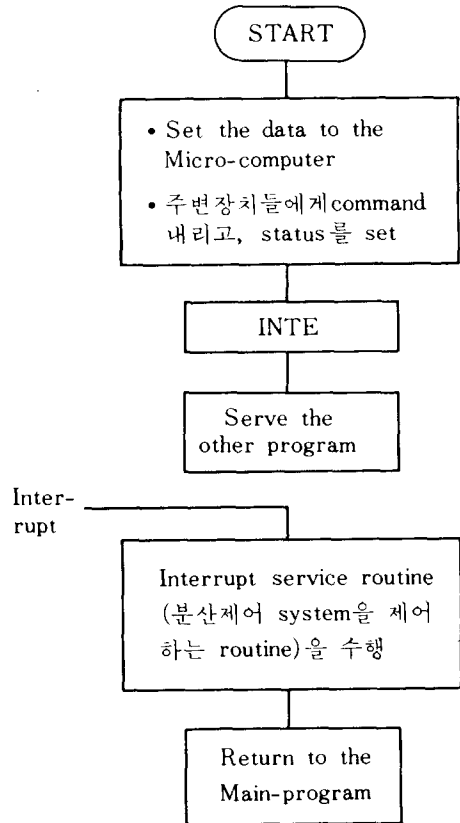 START
• Set the data to the
Micro-computer
• 주변장치들에게 command
내리고, status를 set
INTE
Serve the
other program
Inter-
rupt
Interrupt service routine
(분산제어 system을 제어
하는 routine)을 수행
Return to the
Main-program